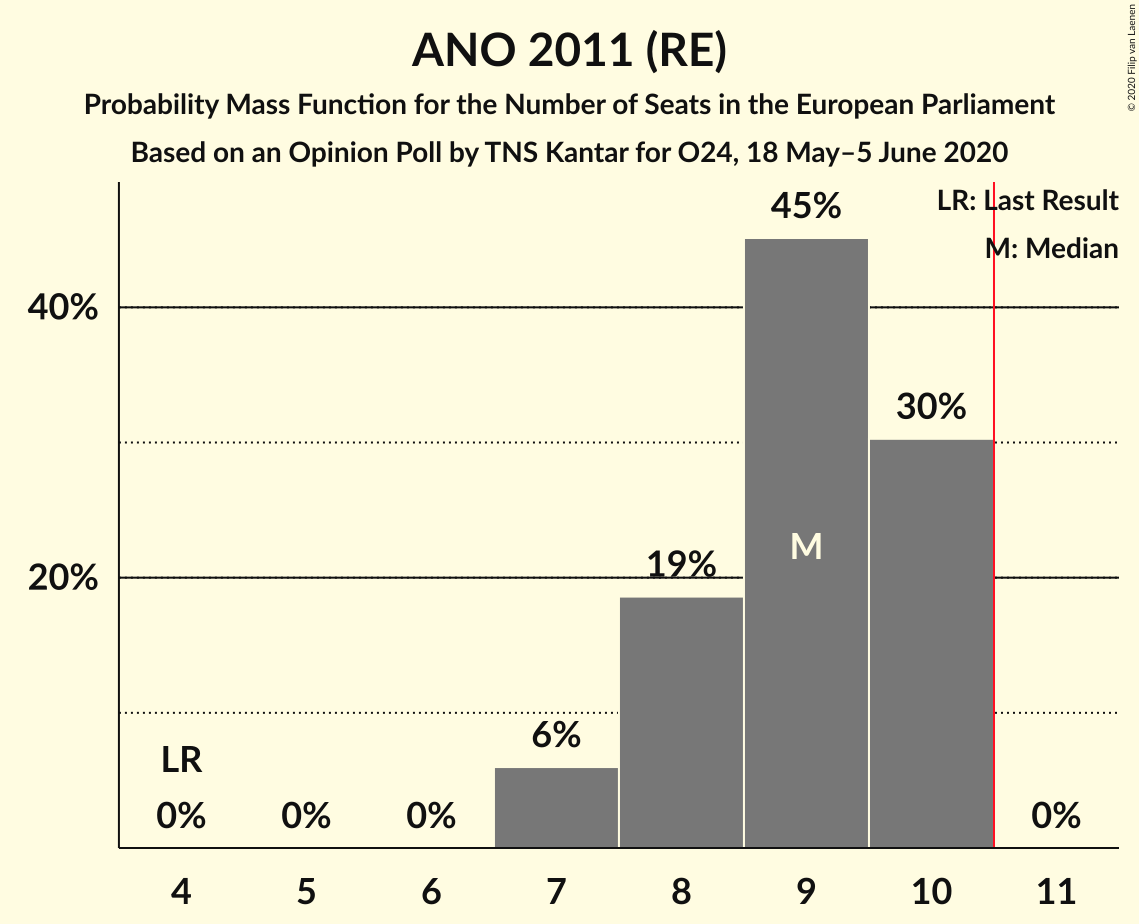 ANO 2011 (RE)
Probability Mass Function for the Number of Seats in the European Parliament
Based on an Opinion Poll by TNS Kantar for O24, 18 May–5 June 2020
© 2020 Filip van Laenen
LR: Last Result
M: Median
45%
40%
30%
M
19%
20%
6%
LR
0% 0% 0% 0%
4 5 6 7 8 9 10 11